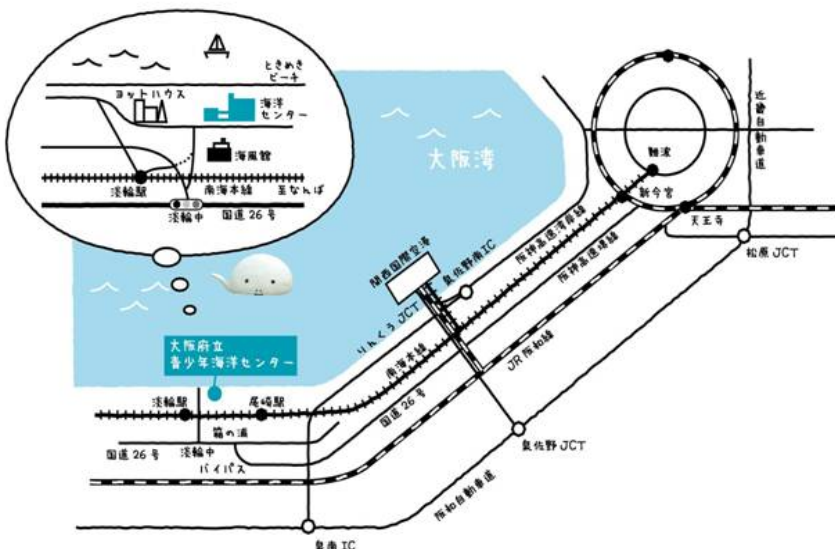 ときめき
ビーチ
ヨットハウス
海洋
センター
海風館
淡輪駅
南海本線
至なんば
淡輪中
国道26号
大阪湾
近畿自動車道
難波
新今宮
天王寺
松原JCT
阪神高速湾岸線
阪神高速堺線
関西国際空港
泉佐野南IC
りんくうJCT
南海本線
国道26号
JR阪和線
大阪府立
青少年海洋センター
淡輪駅
尾崎駅
箱の浦
国道26号
淡輪中
バイパス
泉佐野JCT
阪和自動車道
泉南IC